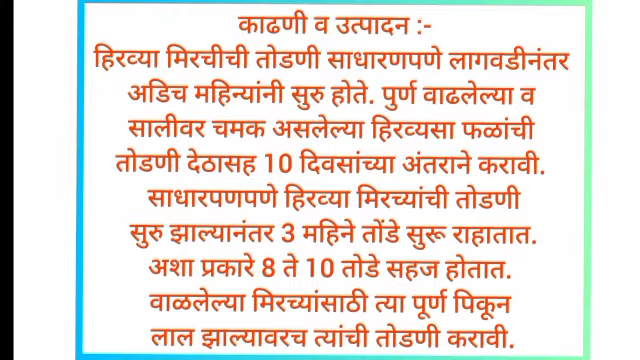 काढणी व उत्पादन :-
हिरव्या मिरचीची तोडणी साधारणपणे लागवडीनंतर
अडिच महिन्यांनी सुरु होते. पुर्ण वाढलेल्या व
सालीवर चमक असलेल्या हिरव्यसा फळांची
तोडणी देठासह 10 दिवसांच्या अंतराने करावी.
साधारपणपणे हिरव्या मिरच्यांची तोडणी
सुरु झाल्यानंतर 3 महिने तोंडे सुरू राहातात.
अशा प्रकारे 8 ते 10 तोडे सहज होतात.
वाळलेल्या मिरच्यांसाठी त्या पूर्ण पिकून
लाल झाल्यावरच त्यांची तोडणी करावी.